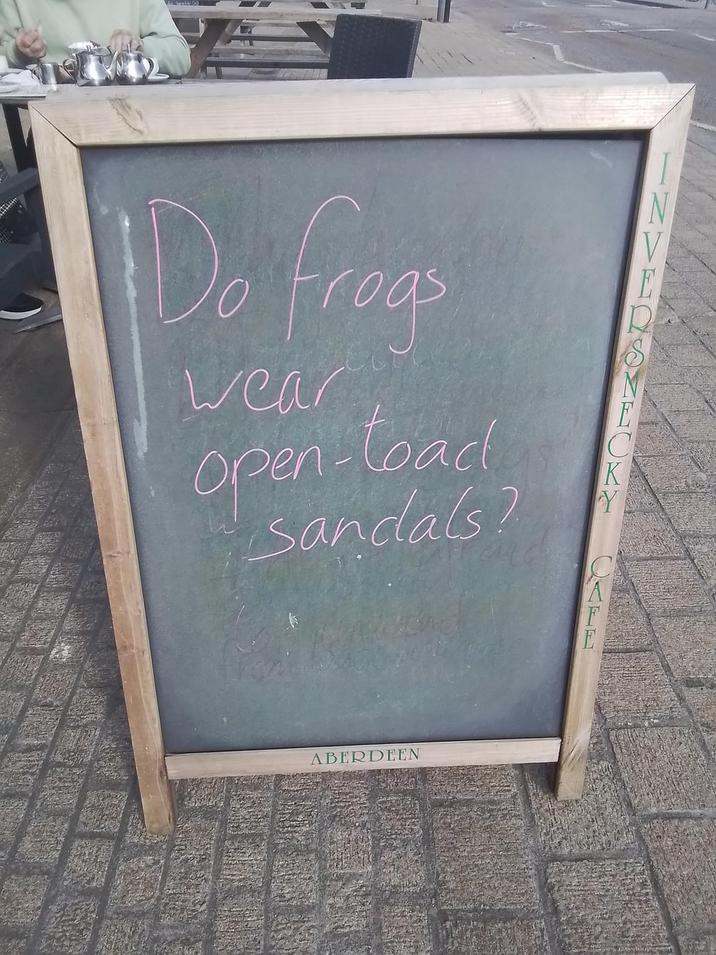 Do frogs
wear
open-toad
sandals?
INVERSNECKY CAFE
ABERDEEN